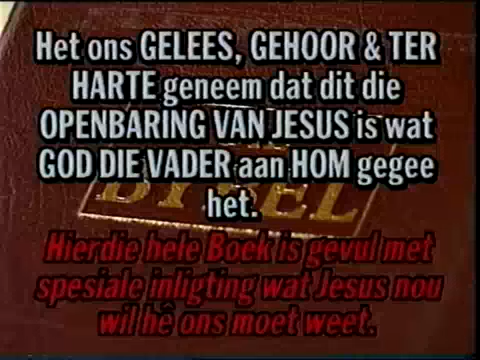 Het ons GELEES, GEHOOR & TER
HARTE geneem dat dit die
OPENBARING VAN JESUS is wat
GOD DIE VADER aan HOM gegee
het.
BYBEL
Hierdie hele Boek is gevul met
spesiale inligting wat Jesus nou
wil hê ons moet weet.